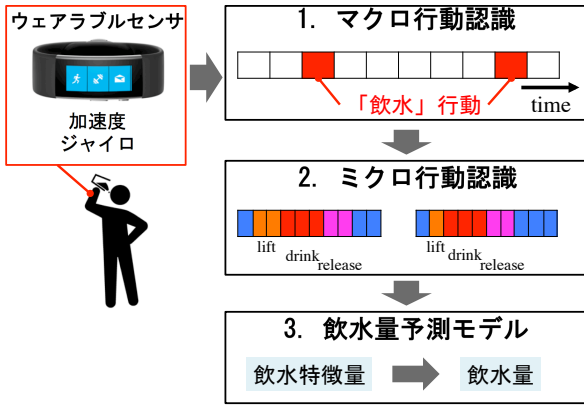 ウェアラブルセンサ
加速度
ジャイロ
1. マクロ行動認識
「飲水」行動
time
2. ミクロ行動認識
lift
drink
release
lift
drink
release
3. 飲水量予測モデル
飲水特徴量
飲水量